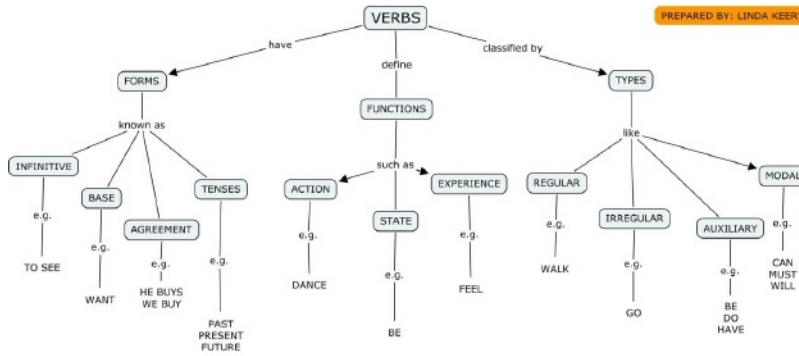 VERBS
PREPARED BY: LINDA KEER
have
define
classified by
FORMS
FUNCTIONS
TYPES
known as
such as
like
INFINITIVE
BASE
AGREEMENT
TENSES
ACTION
STATE
EXPERIENCE
REGULAR
IRREGULAR
AUXILIARY
MODAL
e.g.
e.g.
e.g.
e.g.
e.g.
e.g.
e.g.
e.g.
e.g.
e.g.
e.g.
TO SEE
WANT
HE BUYS
WE BUY
PAST
PRESENT
FUTURE
DANCE
BE
FEEL
WALK
GO
BE
DO
HAVE
CAN
MUST
WILL